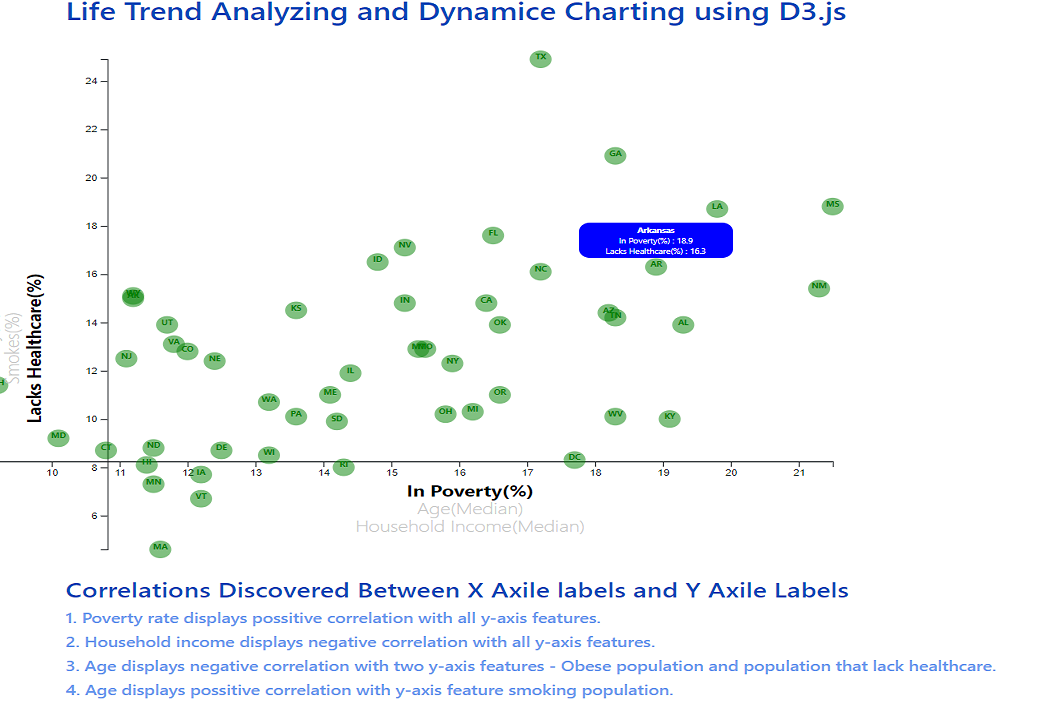 Life Trend Analyzing and Dynamice Charting using D3.js
TX
24
22
GA
20
LA
MS
18
FL
NV
Arkansas
In Poverty(%) : 18.9
Lacks Healthcare(%) : 16.3
ID
NC
AR
16
NM
IN
CA
KS
AZ
TN
14
UT
OK
AL
VA
CO
NJ
NE
NY
12
IL
ME
OR
WA
PA
SD
OH
MI
WV
KY
10
MD
CT
ND
DE
WI
DC
HI
RI
8
10
11
12
13
14
15
16
17
18
19
20
21
IA
MN
VT
6
MA
Smokes(%)
Lacks Healthcare(%)
In Poverty(%)
Age(Median)
Household Income(Median)
Correlations Discovered Between X Axile labels and Y Axile Labels
1. Poverty rate displays possitive correlation with all y-axis features.
2. Household income displays negative correlation with all y-axis features.
3. Age displays negative correlation with two y-axis features - Obese population and population that lack healthcare.
4. Age displays possitive correlation with y-axis feature smoking population.